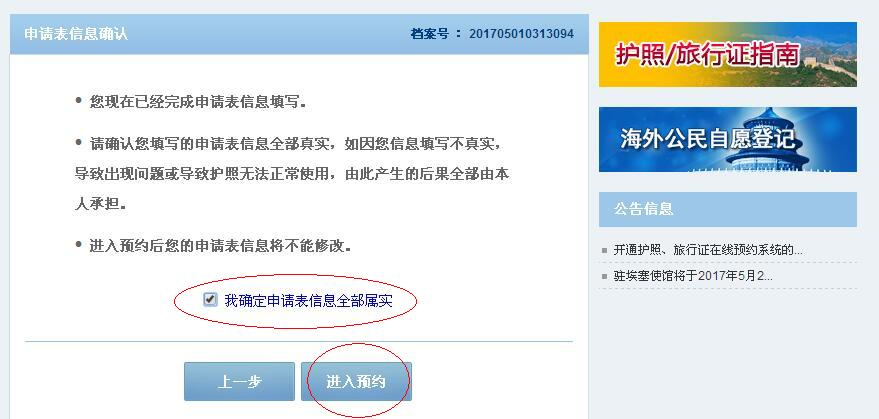 申请表信息确认
档案号 ：201705010313094
• 您现在已经完成申请表信息填写。
• 请确认您填写的申请表信息全部真实，如因您信息填写不真实，
导致出现问题或导致护照无法正常使用，由此产生的后果全部由本
人承担。
• 进入预约后您的申请表信息将不能修改。
我确定申请表信息全部属实
上一步
进入预约
护照/旅行证指南
海外公民自愿登记
公告信息
开通护照、旅行证在线预约系统的...
驻埃塞使馆将于2017年5月2...